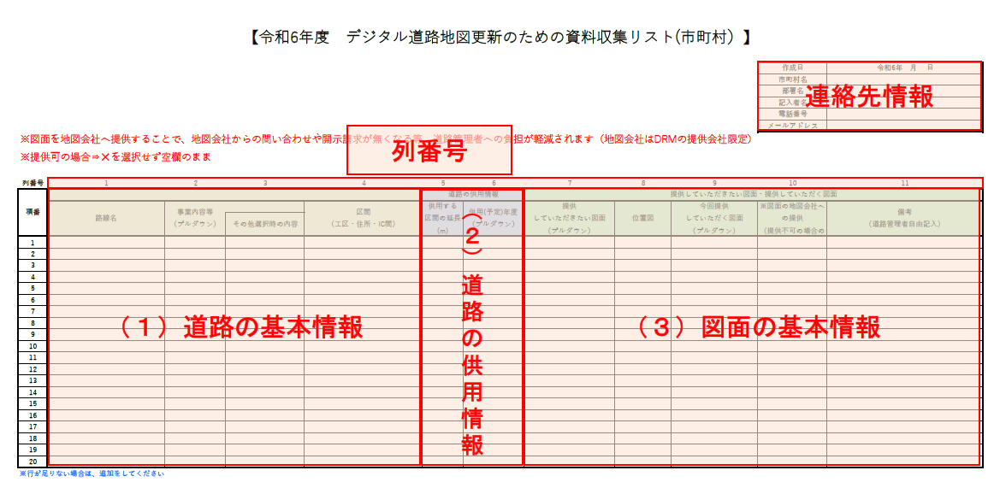 【令和6年度　デジタル道路地図更新のための資料収集リスト(市町村）】
作成日 令和6年　月　日
市町村名
部署名
記入者名
電話番号
メールアドレス
連絡先情報
※図面を地図会社へ提供することで、地図会社からの問い合わせや開示請求が無くなる等、道路管理者への負担が軽減されます（地図会社はDRMの提供会社限定）
※提供可の場合⇒×を選択せず空欄のまま
列番号
列番号 1 2 3 4 5 6 7 8 9 10 11
項番
路線名
事業内容等
（プルダウン）
その他選択時の内容
区間
（工区・住所・IC間）
道路の供用情報
供用する
区間の延長
（m）
供用(予定)年度
（プルダウン）
提供していただきたい図面・提供していただく図面
提供
していただきたい図面
（プルダウン）
位置図
今回提供
していただく図面
（プルダウン）
※図面の地図会社へ
の提供
（提供不可の場合の
備考
（道路管理者自由記入）
1
2
3
4
5
6
7
8
9
10
11
12
13
14
15
16
17
18
19
20
（１）道路の基本情報
（２）道路の供用情報
（３）図面の基本情報
※行が足りない場合は、追加をしてください